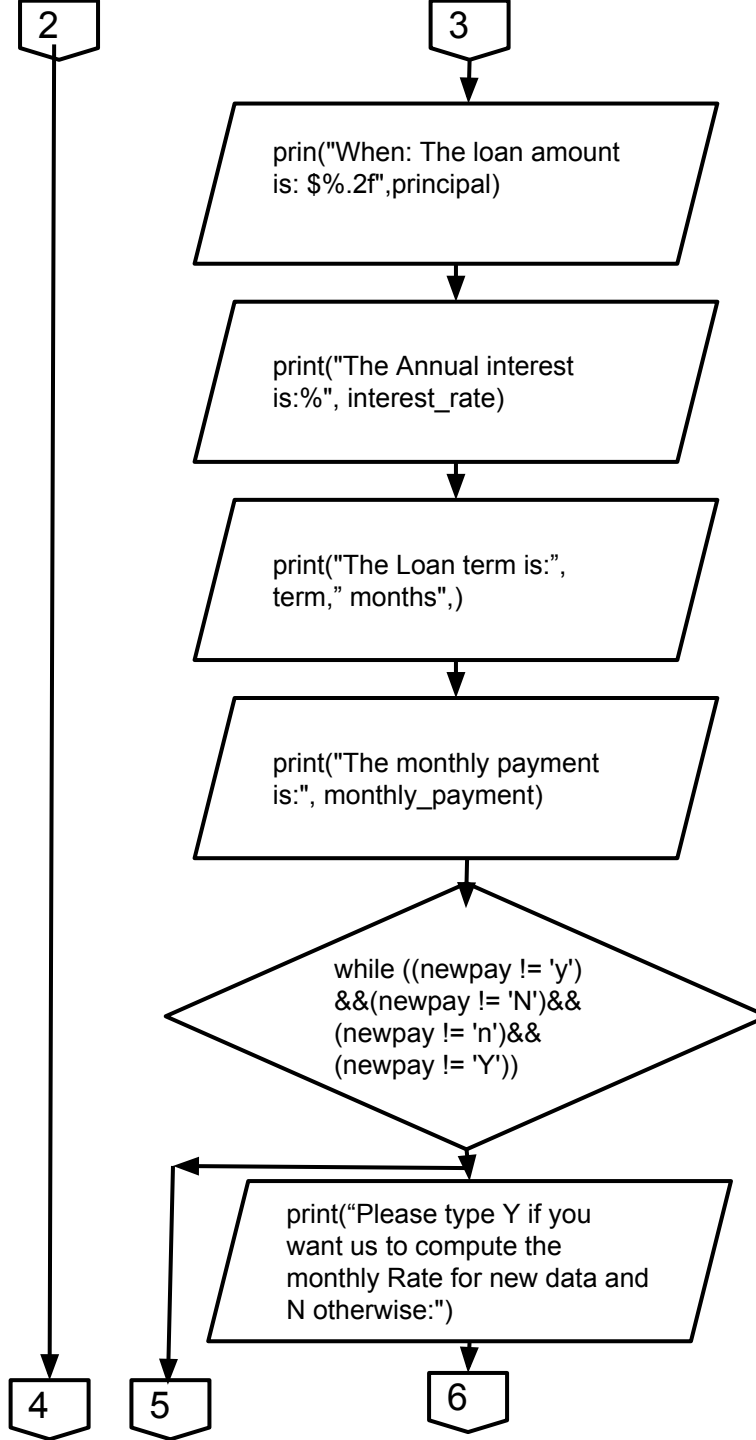 2
3
prin("When: The loan amount
is: $%.2f",principal)
print("The Annual interest
is:%", interest_rate)
print("The Loan term is:”,
term,” months",)
print("The monthly payment
is:", monthly_payment)
while ((newpay != 'y')
&&(newpay != 'N')&&
(newpay != 'n')&&
(newpay != 'Y'))
print(“Please type Y if you
want us to compute the
monthly Rate for new data and
N otherwise:")
4
5
6